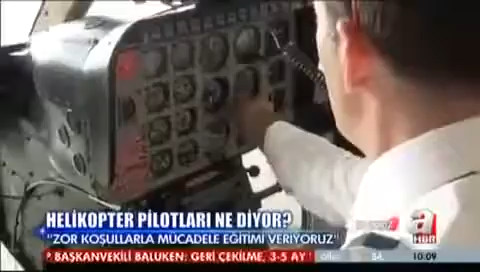 HELİKOPTER PİLOTLARI NE DİYOR?
"ZOR KOŞULLARLA MÜCADELE EĞİTİMİ VERİYORUZ"
BAŞKANVEKİLİ BALUKEN: GERİ ÇEKİLME, 3-5 AY
a
HBR
10:09